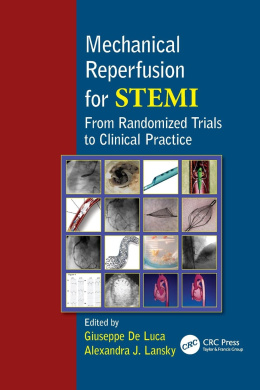 Mechanical
Reperfusion
for STEMI
From Randomized Trials
to Clinical Practice
Edited by
Giuseppe De Luca
Alexandra J. Lansky
CRC
CRC Press
Taylor & Francis Group